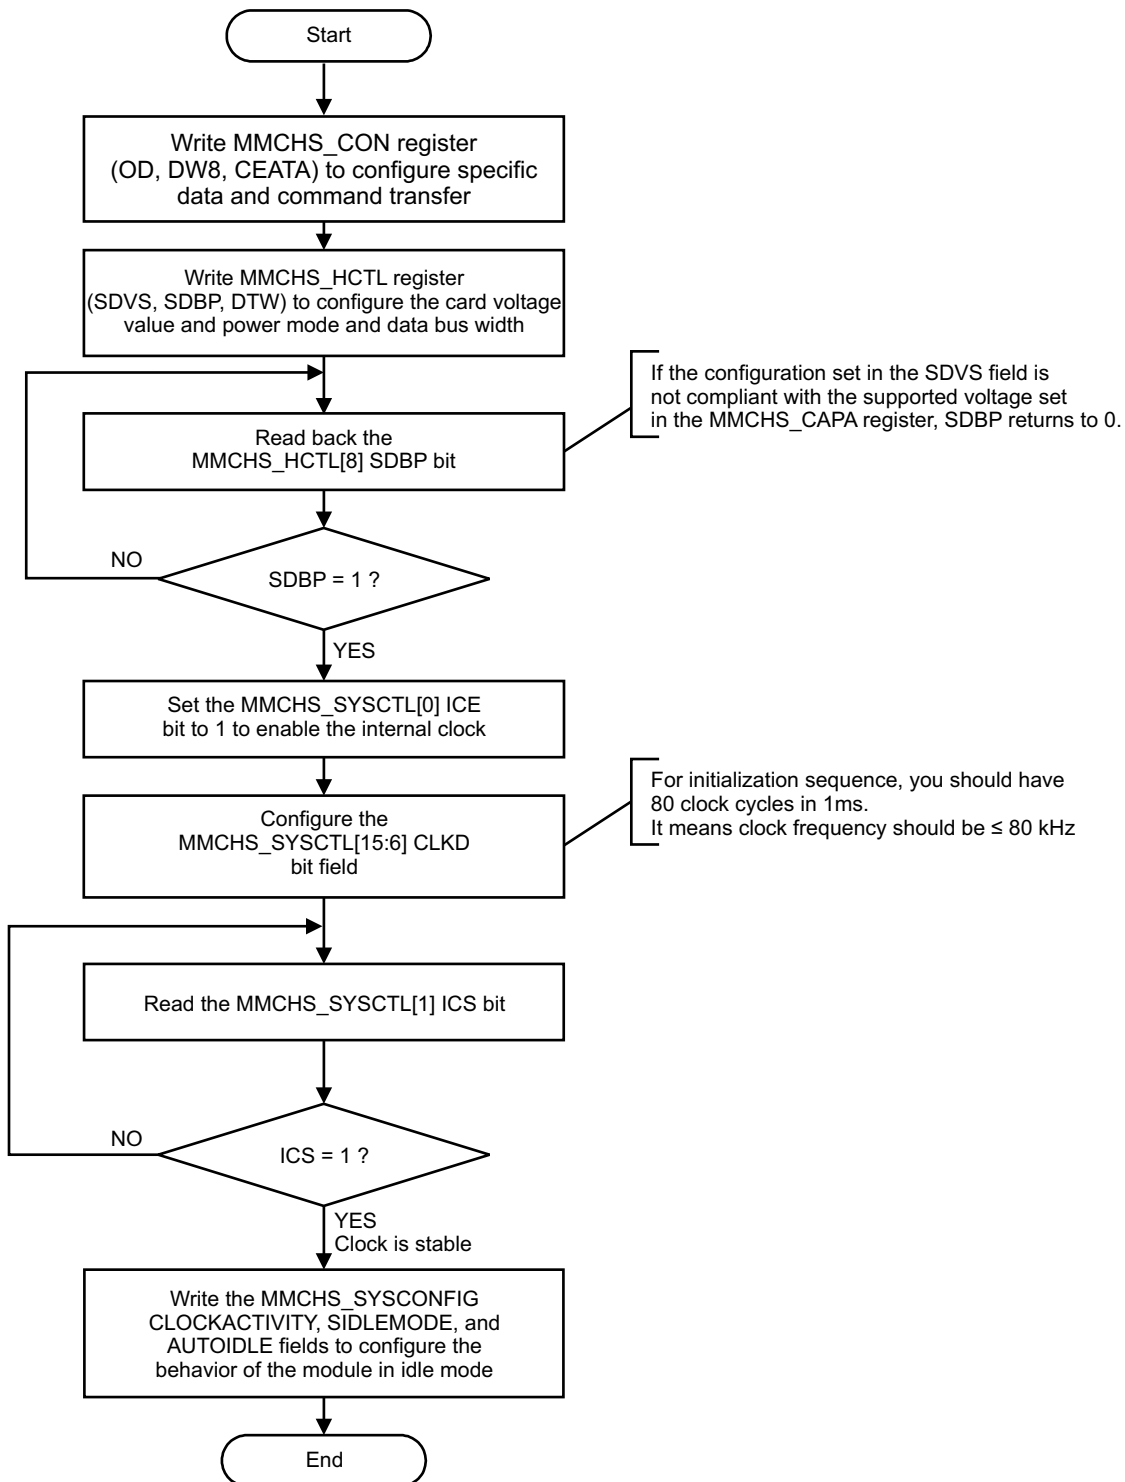 Start
Write MMCHS_CON register
(OD, DW8, CEATA) to configure specific
data and command transfer
Write MMCHS_HCTL register
(SDVS, SDBP, DTW) to configure the card voltage
value and power mode and data bus width
If the configuration set in the SDVS field is
not compliant with the supported voltage set
in the MMCHS_CAPA register, SDBP returns to 0.
Read back the
MMCHS_HCTL[8] SDBP bit
NO
SDBP = 1 ?
YES
Set the MMCHS_SYSCTL[0] ICE
bit to 1 to enable the internal clock
For initialization sequence, you should have
80 clock cycles in 1ms.
It means clock frequency should be ≤ 80 kHz
Configure the
MMCHS_SYSCTL[15:6] CLKD
bit field
Read the MMCHS_SYSCTL[1] ICS bit
NO
ICS = 1 ?
YES
Clock is stable
Write the MMCHS_SYSCONFIG
CLOCKACTIVITY, SIDLEMODE, and
AUTOIDLE fields to configure the
behavior of the module in idle mode
End